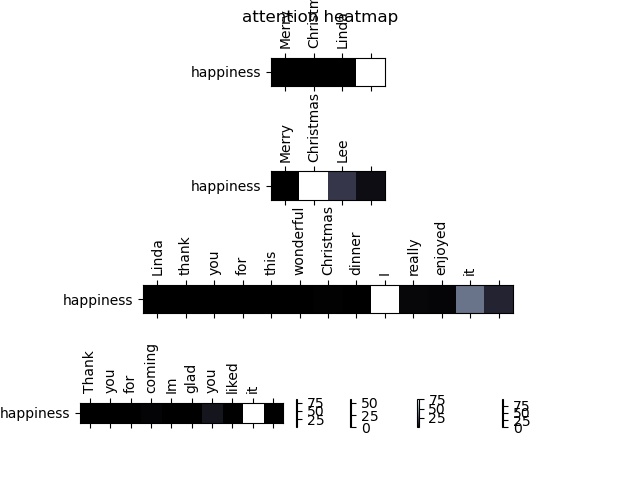 attention heatmap
Merry Christmas Linda
happiness
Merry Christmas Lee
happiness
Linda thank you for this wonderful Christmas dinner I really enjoyed it
happiness
Thank you for coming Im glad you liked it
happiness
75 50 25
50 25 0
75 50 25
75 50 25 0